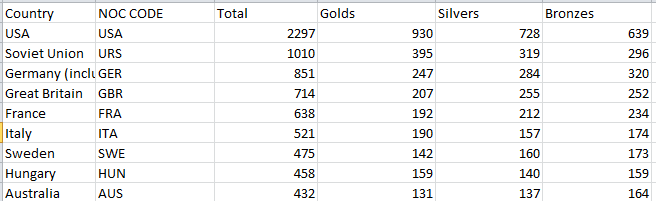 Country NOC CODE Total Golds Silvers Bronzes
USA USA 2297 930 728 639
Soviet Union URS 1010 395 319 296
Germany (inclu GER 851 247 284 320
Great Britain GBR 714 207 255 252
France FRA 638 192 212 234
Italy ITA 521 190 157 174
Sweden SWE 475 142 160 173
Hungary HUN 458 159 140 159
Australia AUS 432 131 137 164